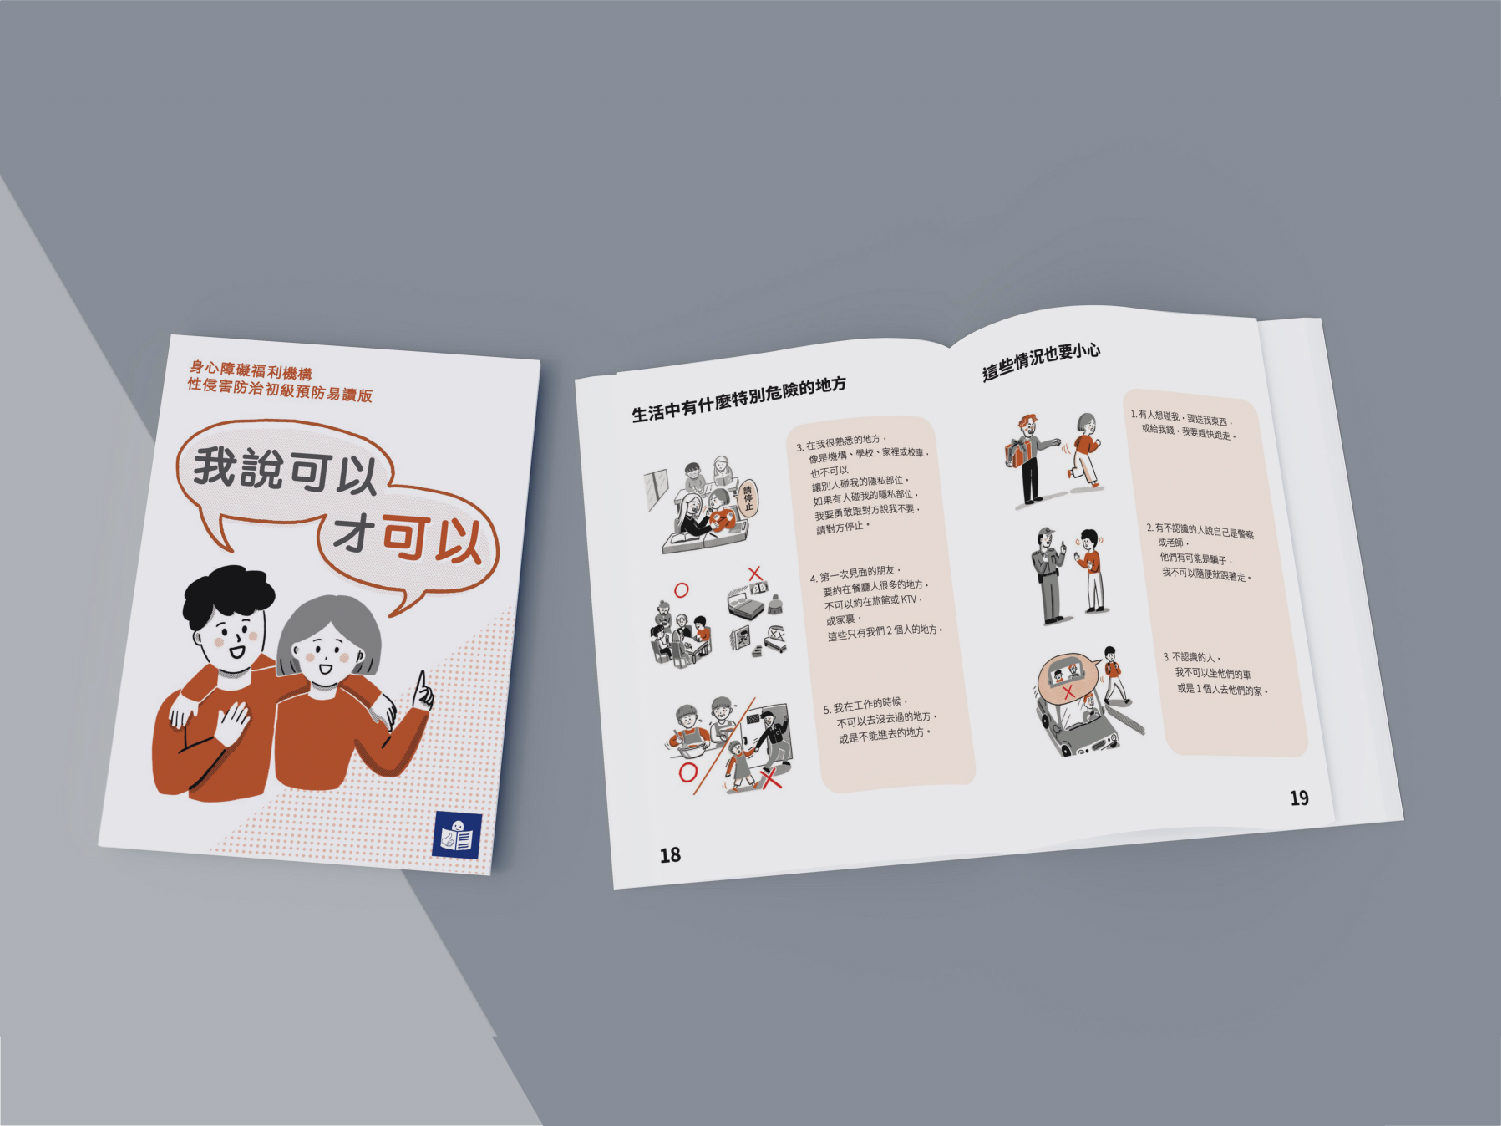 身心障礙福利機構
性侵害防治初級預防易讀版
我說可以
才可以
生活中有什麼特別危險的地方
請停止
3. 在我很熟悉的地方，
像是機構、學校、家裡或校車，
也不可以
讓別人碰我的隱私部位。
如果有人碰我的隱私部位，
我要勇敢跟對方說我不要，
請對方停止。
4. 第一次見面的朋友，
要約在餐廳人很多的地方，
不可以約在旅館或 KTV，
或家裏，
這些只有我們 2 個人的地方。
5. 我在工作的時候，
不可以去沒去過的地方，
或是不能進去的地方。
18
這些情況也要小心
1. 有人想碰我，
送我東西，
或給我錢，我要趕快跑走。
2. 有不認識的人說自己是警察
或老師，
他們有可能是騙子，
我不可以隨便就跟著走。
3. 不認識的人，
我不可以坐他們的車
或是 1 個人去他們的家。
19